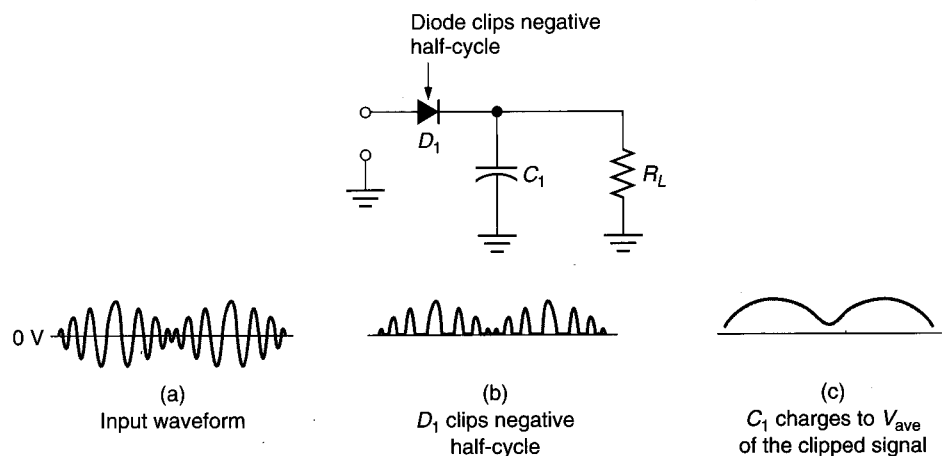 Diode clips negative
half-cycle
D1
C1
RL
0 V
(a)
Input waveform
(b)
D1 clips negative
half-cycle
(c)
C1 charges to Vave
of the clipped signal